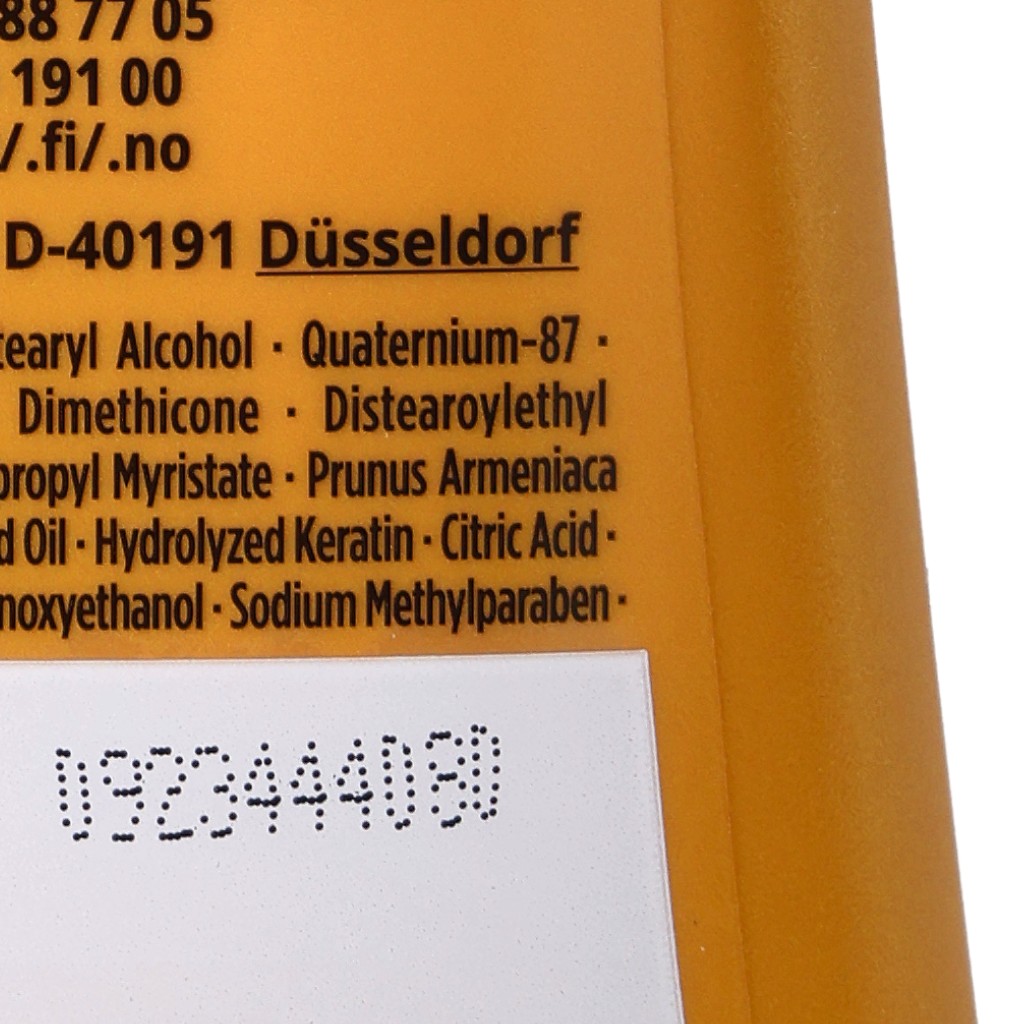 88 77 05
191 00
/.fi/.no
D-40191 Düsseldorf
tearyl Alcohol · Quaternium-87 ·
Dimethicone · Distearoylethyl
propyl Myristate · Prunus Armeniaca
d Oil · Hydrolyzed Keratin · Citric Acid ·
noxyethanol · Sodium Methylparaben ·
0923444080